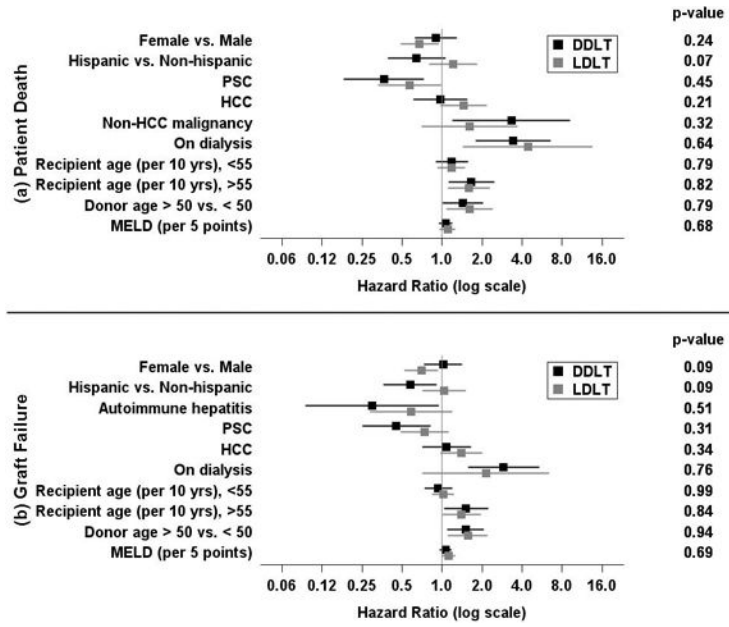 p-value
Female vs. Male 0.24
DDLT
Hispanic vs. Non-hispanic 0.07
LDLT
PSC 0.45
HCC 0.21
Non-HCC malignancy 0.32
On dialysis 0.64
Recipient age (per 10 yrs), <55 0.79
Recipient age (per 10 yrs), >55 0.82
Donor age > 50 vs. < 50 0.79
MELD (per 5 points) 0.68
(a) Patient Death
0.06 0.12 0.25 0.5 1.0 2.0 4.0 8.0 16.0
Hazard Ratio (log scale)
p-value
Female vs. Male 0.09
DDLT
Hispanic vs. Non-hispanic 0.09
LDLT
Autoimmune hepatitis 0.51
PSC 0.31
HCC 0.34
On dialysis 0.76
Recipient age (per 10 yrs), <55 0.99
Recipient age (per 10 yrs), >55 0.84
Donor age > 50 vs. < 50 0.94
MELD (per 5 points) 0.69
(b) Graft Failure
0.06 0.12 0.25 0.5 1.0 2.0 4.0 8.0 16.0
Hazard Ratio (log scale)